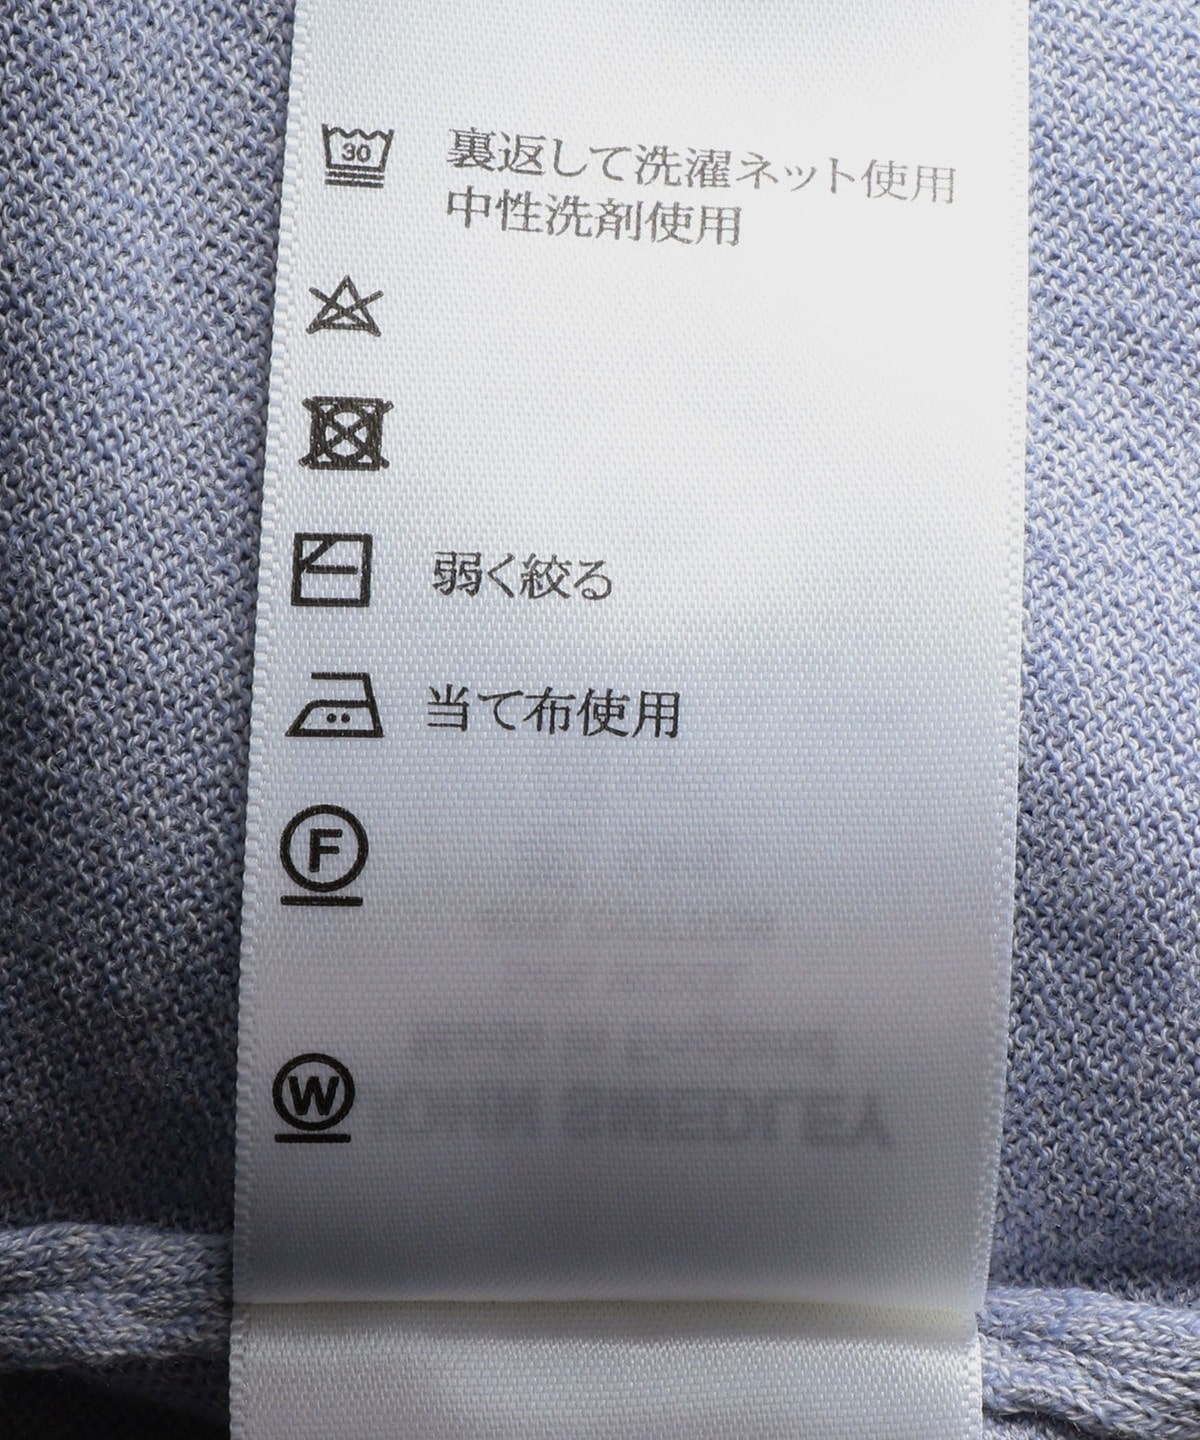 30
裏返して洗濯ネット使用
中性洗剤使用
弱く絞る
当て布使用
F
W